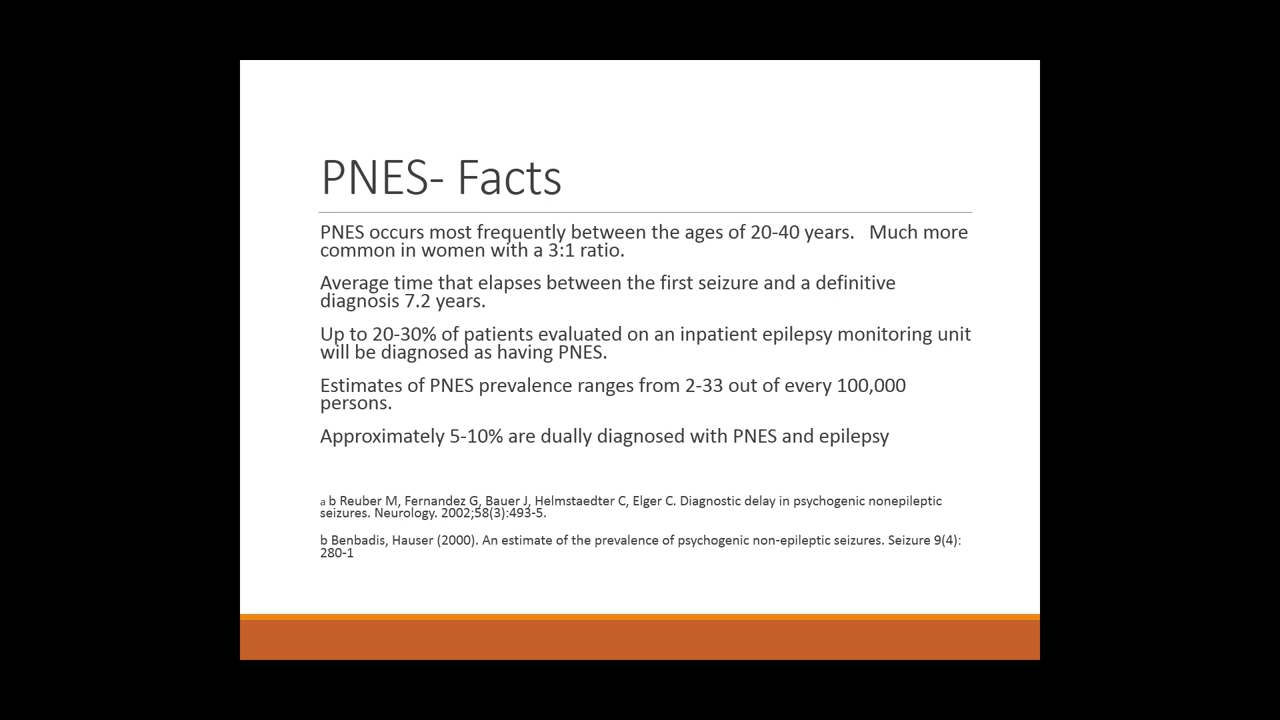 PNES- Facts
PNES occurs most frequently between the ages of 20-40 years.   Much more
common in women with a 3:1 ratio.
Average time that elapses between the first seizure and a definitive
diagnosis 7.2 years.
Up to 20-30% of patients evaluated on an inpatient epilepsy monitoring unit
will be diagnosed as having PNES.
Estimates of PNES prevalence ranges from 2-33 out of every 100,000
persons.
Approximately 5-10% are dually diagnosed with PNES and epilepsy
a b Reuber M, Fernandez G, Bauer J, Helmstaedter C, Elger C. Diagnostic delay in psychogenic nonepileptic
seizures. Neurology. 2002;58(3):493-5.
b Benbadis, Hauser (2000). An estimate of the prevalence of psychogenic non-epileptic seizures. Seizure 9(4):
280-1